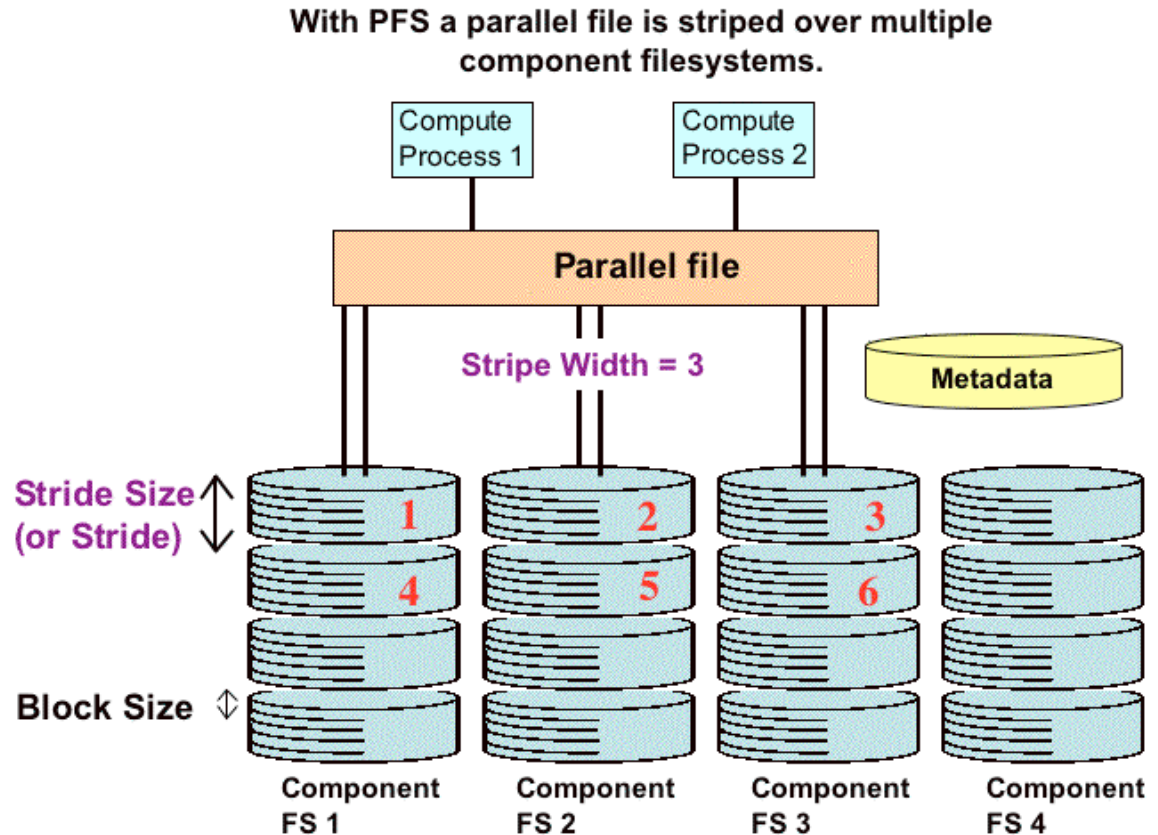 With PFS a parallel file is striped over multiple
component filesystems.
Compute
Process 1
Compute
Process 2
Parallel file
Stripe Width = 3
Metadata
Stride Size
(or Stride)
1
2
3
4
5
6
Block Size
Component
FS 1
Component
FS 2
Component
FS 3
Component
FS 4